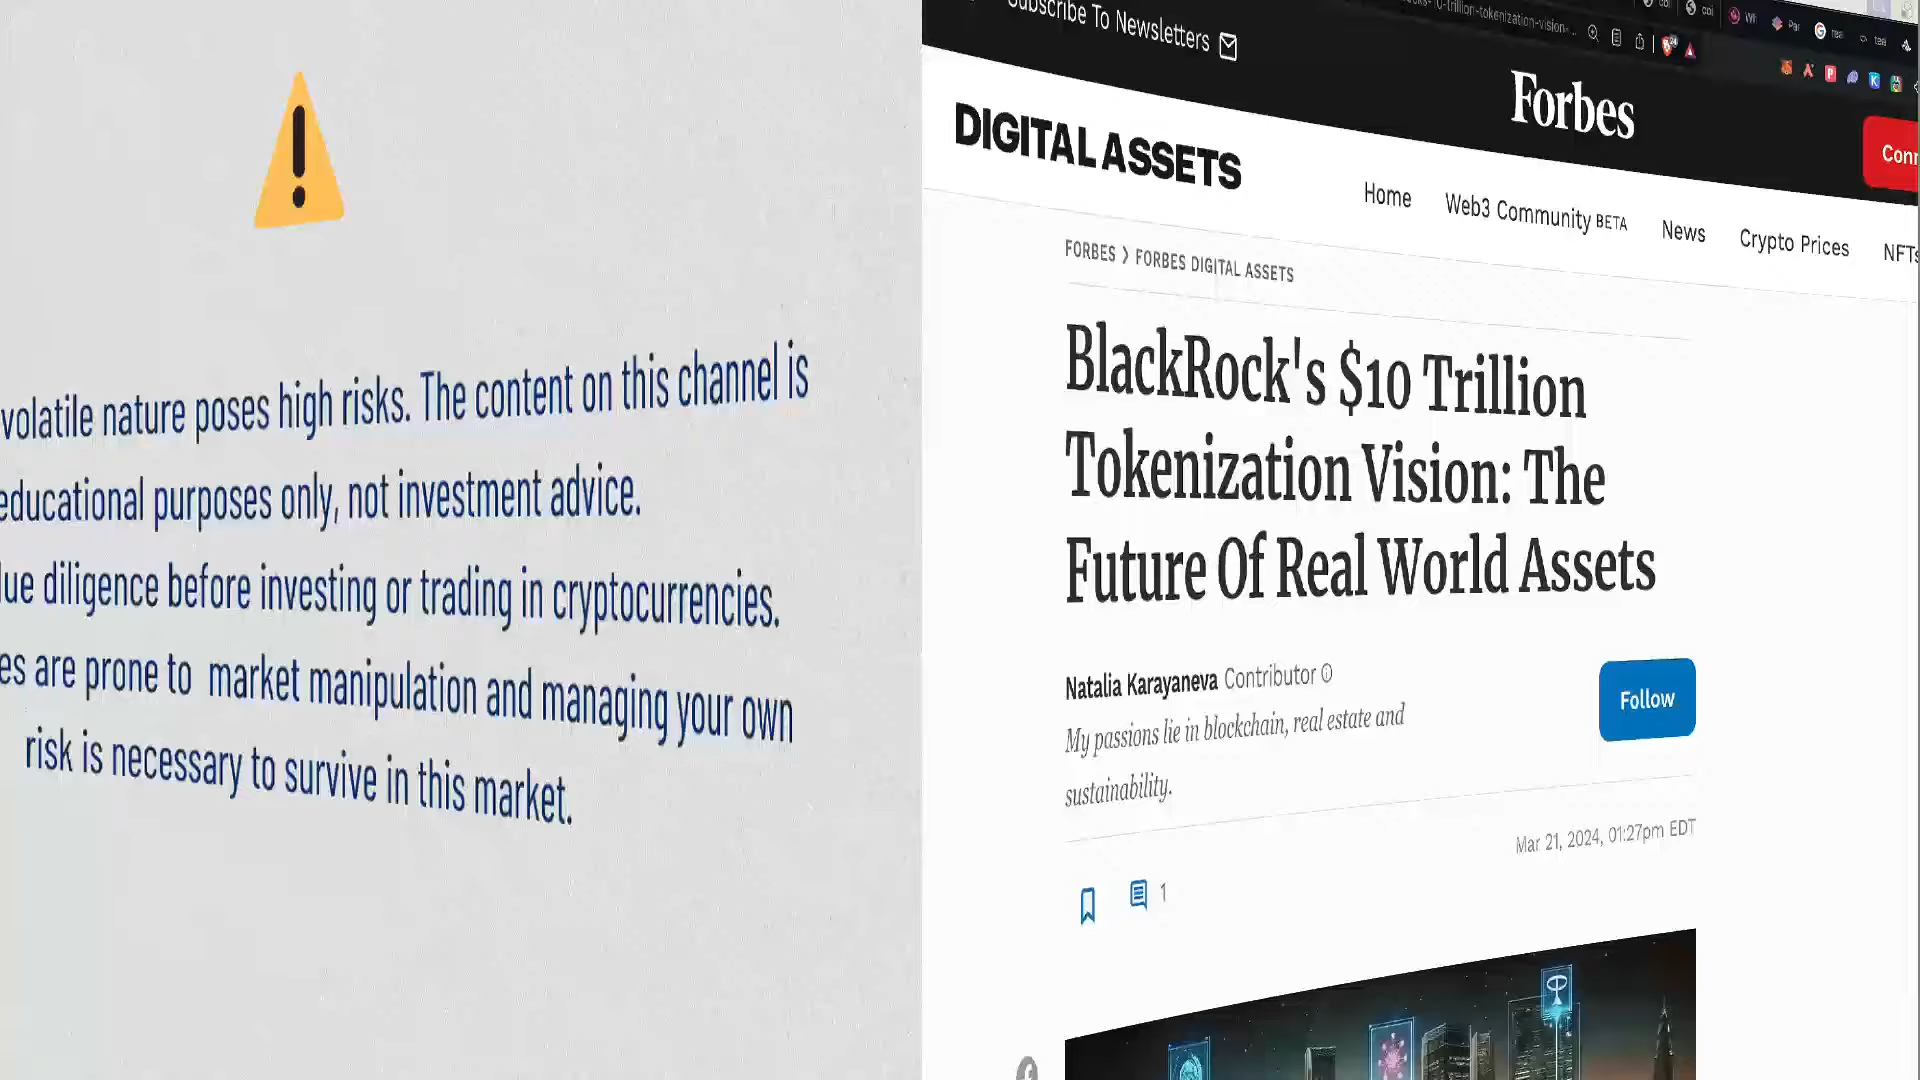 volatile nature poses high risks. The content on this channel is
educational purposes only, not investment advice.
diligence before investing or trading in cryptocurrencies.
are prone to market manipulation and managing your own
risk is necessary to survive in this market.
Subscribe To Newsletters
-10-trillion-tokenization-vision-...
Forbes
DIGITAL ASSETS
Home
Web3 Community BETA
News
Crypto Prices
NFTs
FORBES > FORBES DIGITAL ASSETS
BlackRock's $10 Trillion
Tokenization Vision: The
Future Of Real World Assets
Natalia Karayaneva Contributor
Follow
My passions lie in blockchain, real estate and
sustainability.
Mar 21, 2024, 01:27pm EDT
1